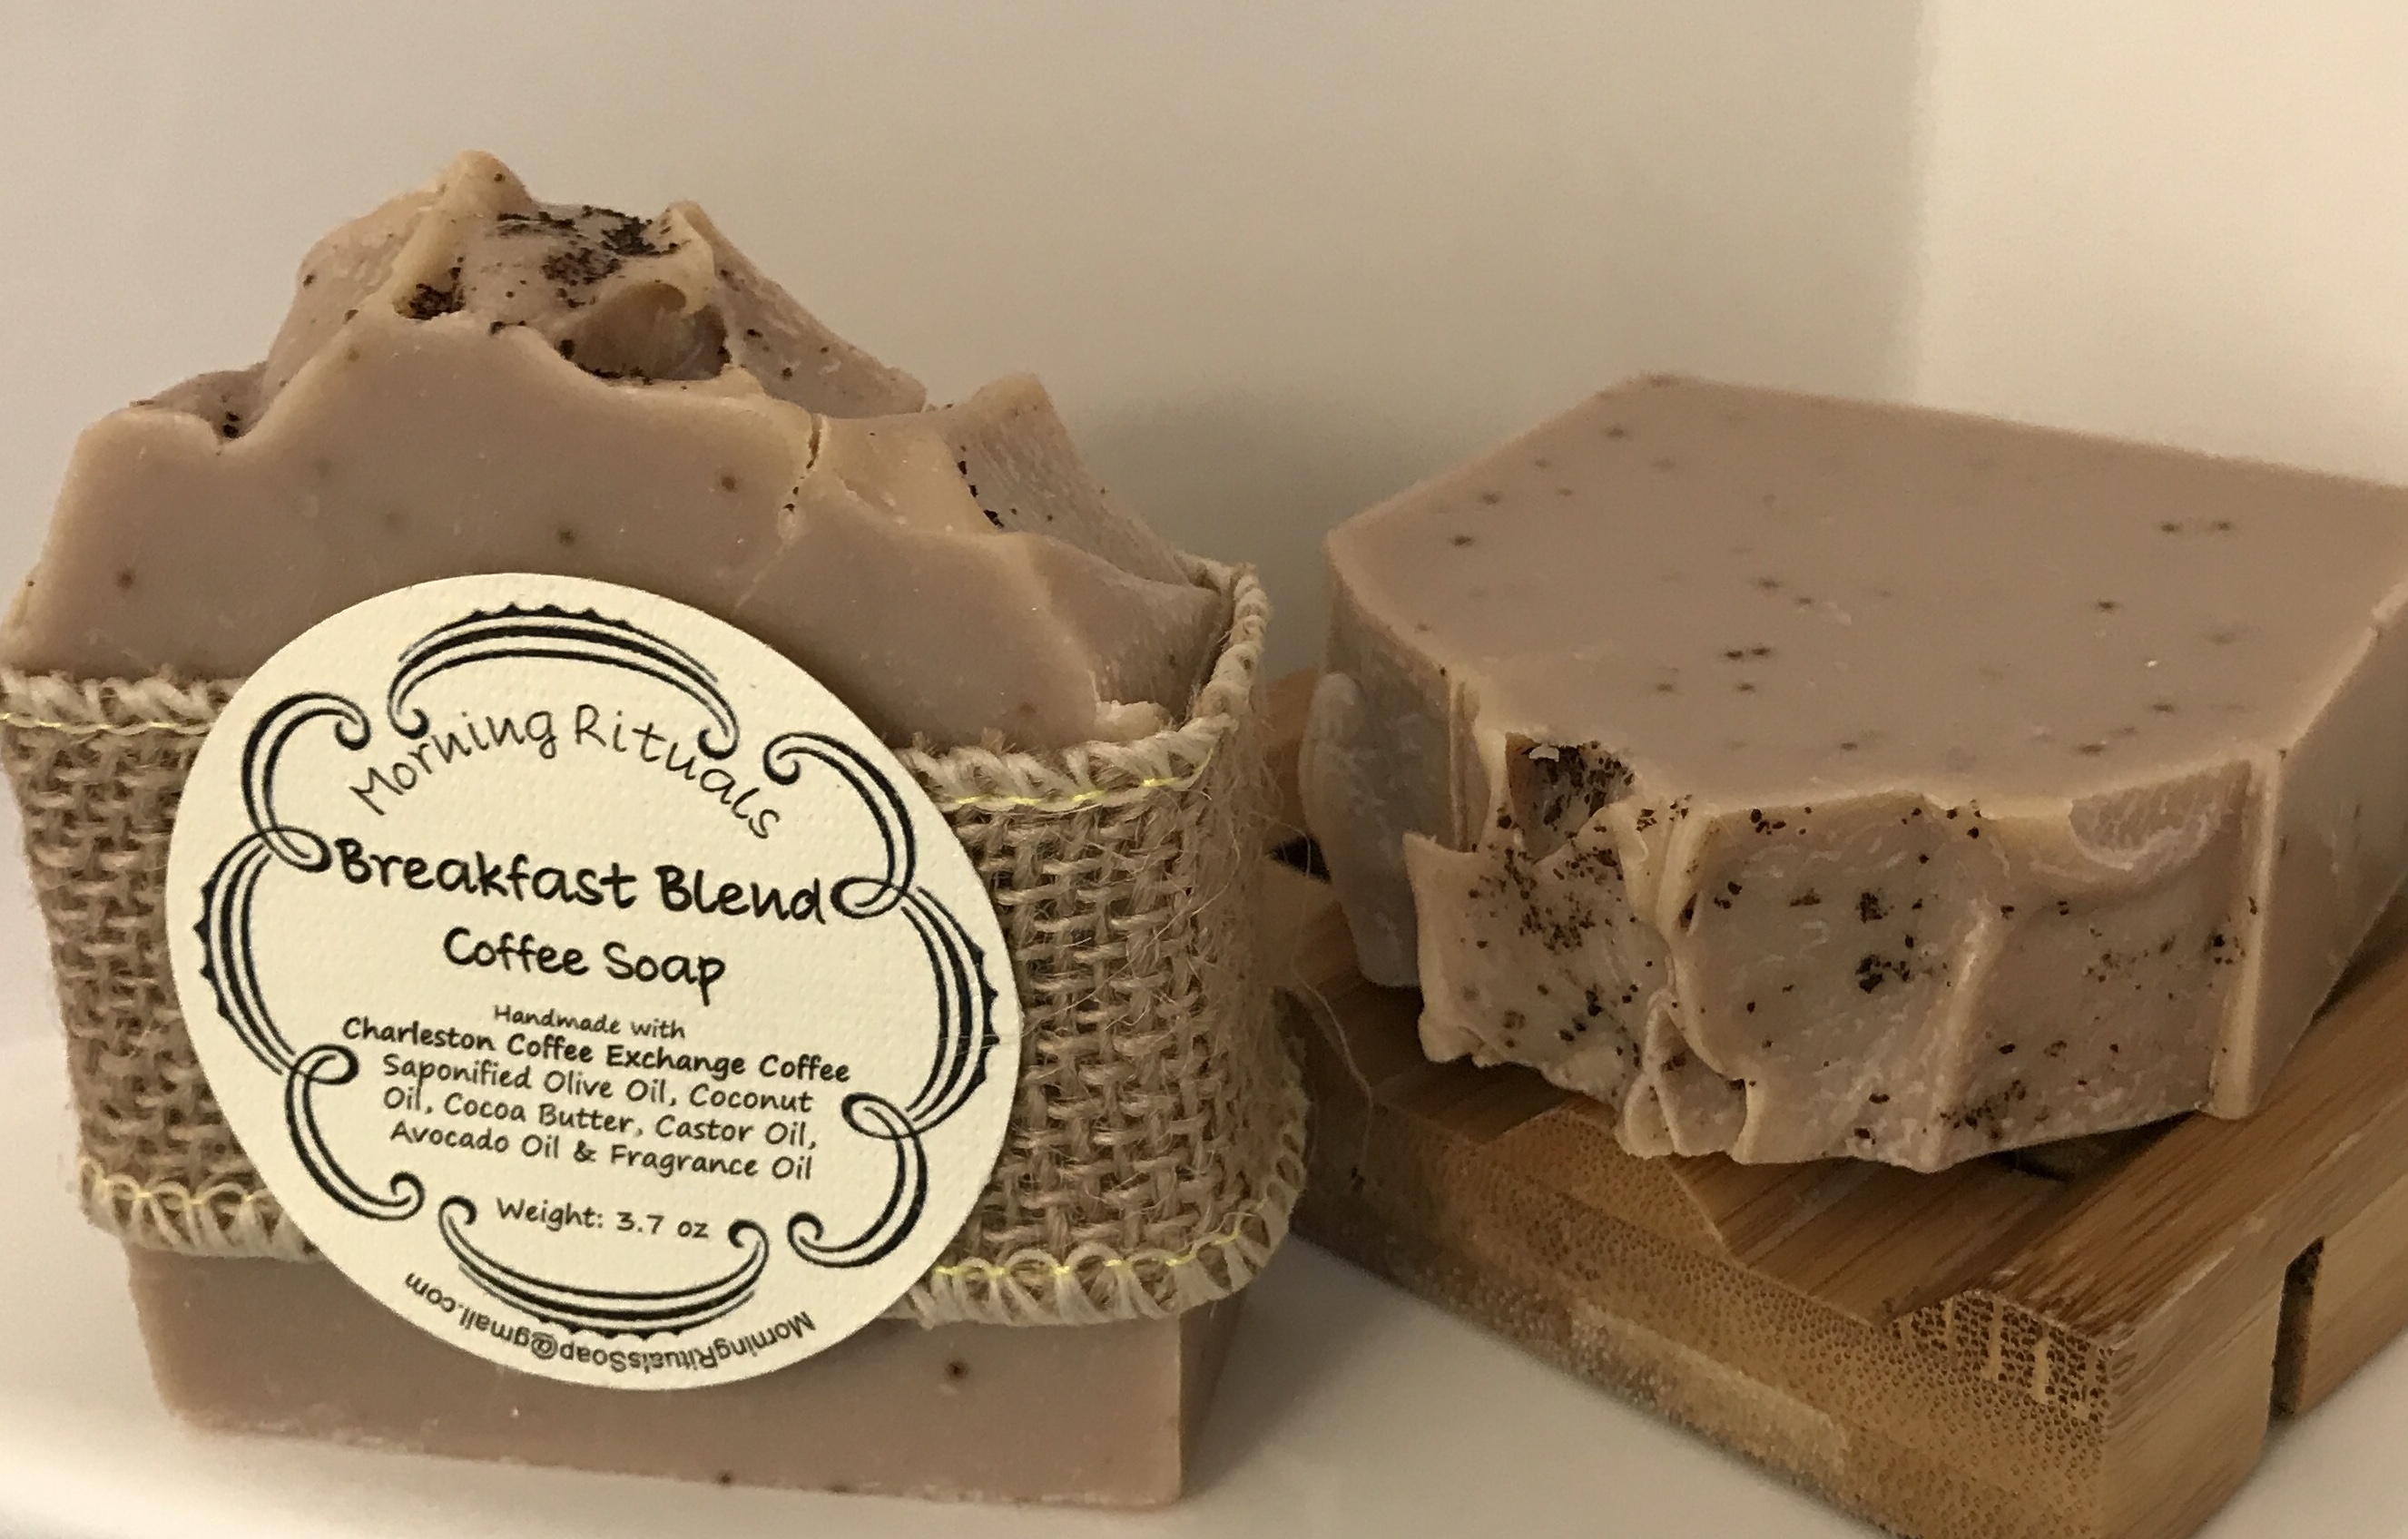 Morning Rituals
Breakfast Blend
Coffee Soap
Handmade with
Charleston Coffee Exchange Coffee
Saponified Olive Oil, Coconut
Oil, Cocoa Butter, Castor Oil,
Avocado Oil & Fragrance Oil
Weight: 3.7 oz
MorningRitualsSoap@gmail.com